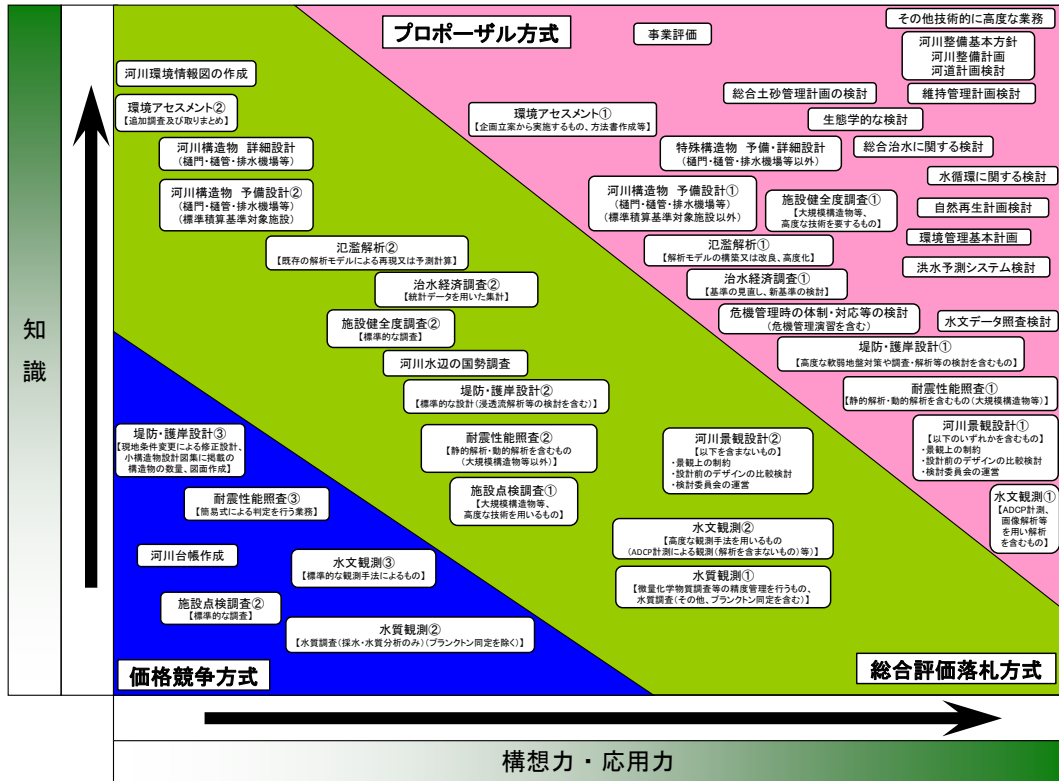 プロポーザル方式
事業評価
その他技術的に高度な業務
河川整備基本方針
河川整備計画
河道計画検討
河川環境情報図の作成
総合土砂管理計画の検討
維持管理計画検討
環境アセスメント②
【追加調査及び取りまとめ】
環境アセスメント①
【企画立案から実施するもの、方法書作成等】
生態学的な検討
河川構造物 詳細設計
(樋門・樋管・排水機場等)
特殊構造物 予備・詳細設計
(樋門・樋管・排水機場等以外)
総合治水に関する検討
水循環に関する検討
河川構造物 予備設計②
(樋門・樋管・排水機場等)
(標準積算基準対象施設)
河川構造物 予備設計①
(樋門・樋管・排水機場等)
(標準積算基準対象施設以外)
施設健全度調査①
【大規模構造物等、
高度な技術を要するもの】
自然再生計画検討
環境管理基本計画
氾濫解析②
【既存の解析モデルによる再現又は予測計算】
氾濫解析①
【解析モデルの構築又は改良、高度化】
洪水予測システム検討
治水経済調査②
【統計データを用いた集計】
治水経済調査①
【基準の見直し、新基準の検討】
施設健全度調査②
【標準的な調査】
危機管理時の体制・対応等の検討
(危機管理演習を含む)
水文データ照査検討
河川水辺の国勢調査
堤防・護岸設計①
【高度な軟弱地盤対策や調査・解析等の検討を含むもの】
堤防・護岸設計②
【標準的な設計(浸透流解析等の検討を含む)】
耐震性能照査①
【静的解析・動的解析を含むもの(大規模構造物等)】
堤防・護岸設計③
【現地条件変更による修正設計、
小構造物設計図集に掲載の
構造物の数量、図面作成】
耐震性能照査②
【静的解析・動的解析を含むもの
(大規模構造物等以外)】
河川景観設計②
【以下を含まないもの】
・景観上の制約
・設計前のデザインの比較検討
・検討委員会の運営
河川景観設計①
【以下のいずれかを含むもの】
・景観上の制約
・設計前のデザインの比較検討
・検討委員会の運営
耐震性能照査③
【簡易式による判定を行う業務】
施設点検調査①
【大規模構造物等、
高度な技術を用いるもの】
水文観測①
【ADCP計測、
画像解析等
を用い解析
を含むもの】
水文観測②
【高度な観測手法を用いるもの
(ADCP計測による観測(解析を含まないもの)等)】
河川台帳作成
水文観測③
【標準的な観測手法によるもの】
水質観測①
【微量化学物質調査等の精度管理を行うもの、
水質調査(その他、プランクトン同定を含む)】
施設点検調査②
【標準的な調査】
水質観測②
【水質調査(採水・水質分析のみ)(プランクトン同定を除く)】
価格競争方式
総合評価落札方式
知
識
構想力・応用力